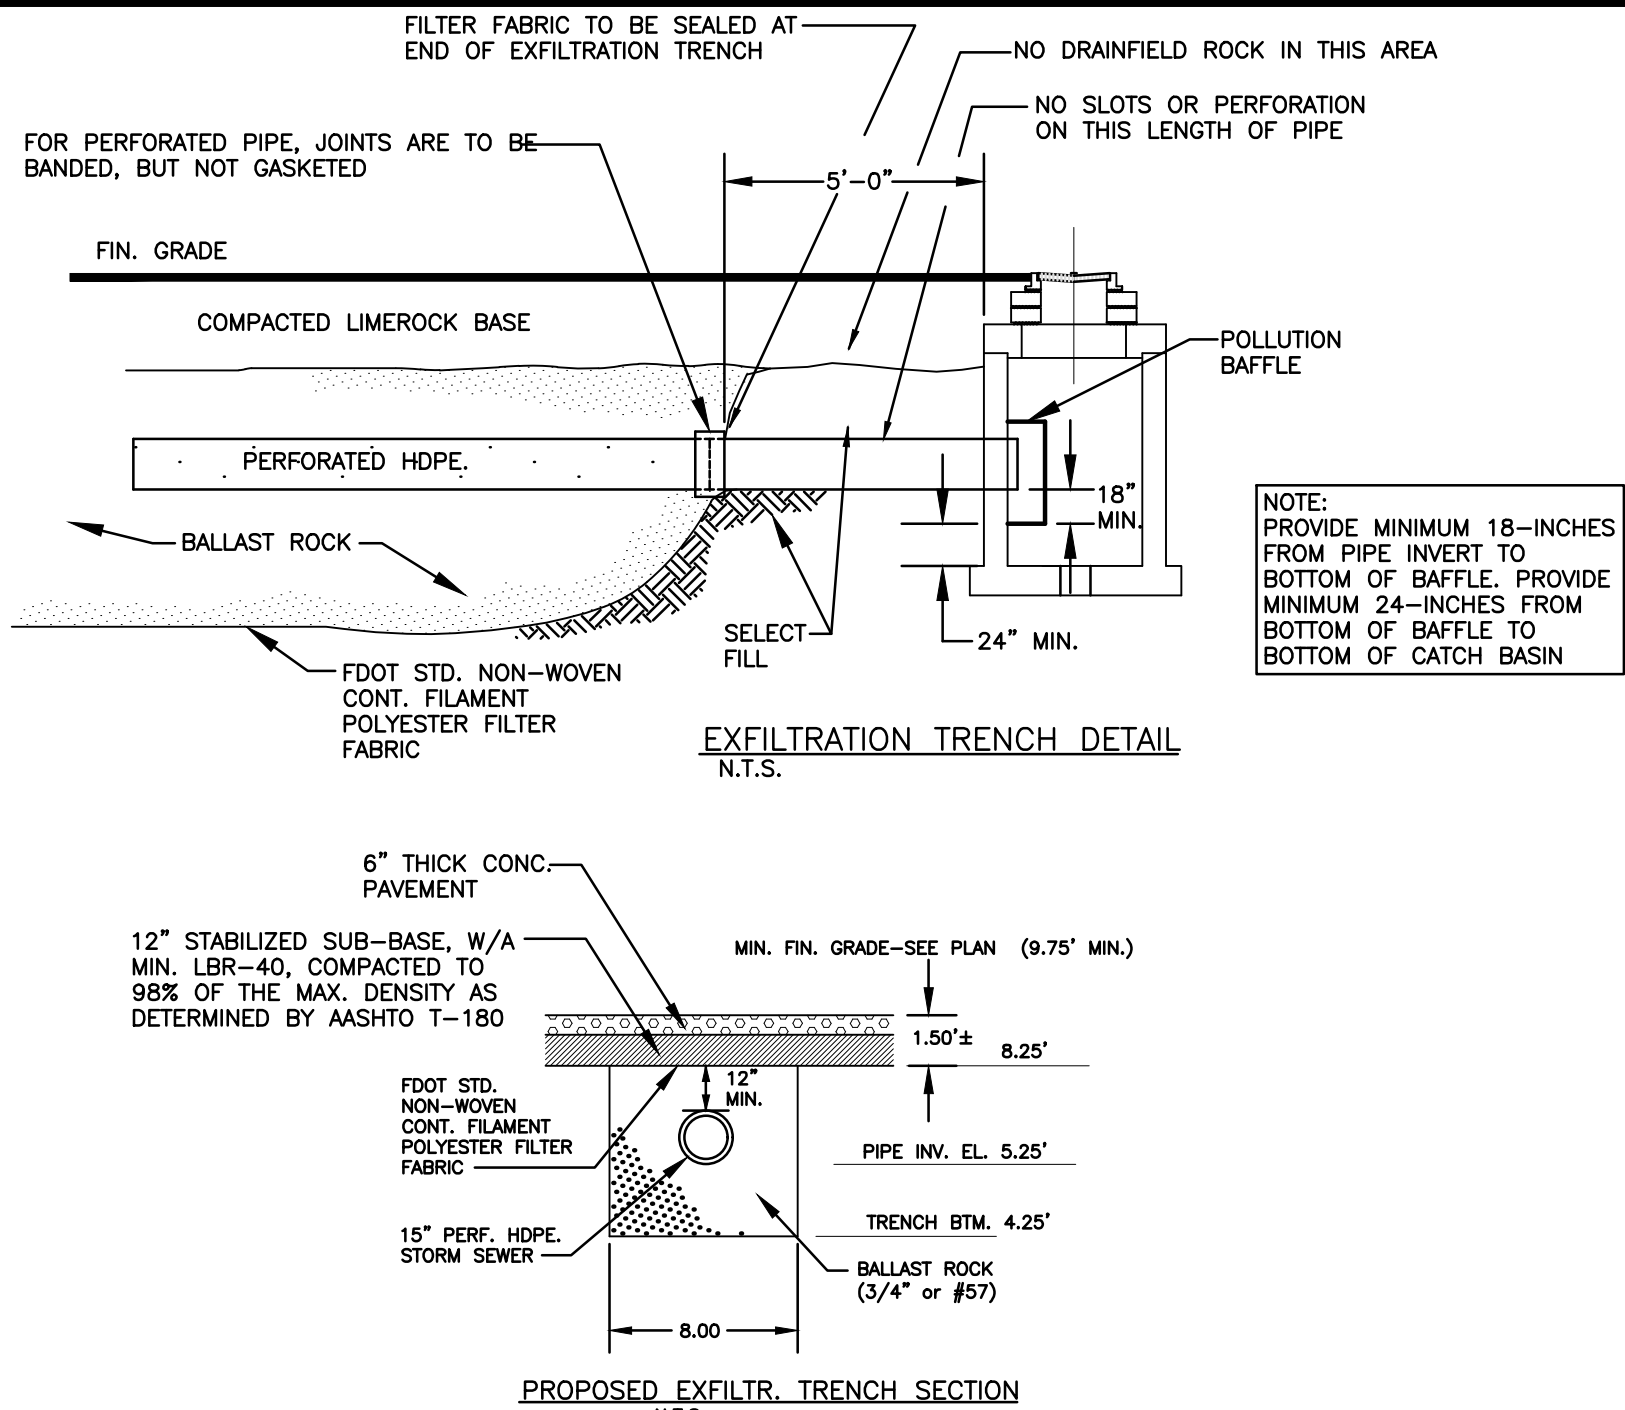 FILTER FABRIC TO BE SEALED AT
END OF EXFILTRATION TRENCH
NO DRAINFIELD ROCK IN THIS AREA
NO SLOTS OR PERFORATION
ON THIS LENGTH OF PIPE
FOR PERFORATED PIPE, JOINTS ARE TO BE
BANDED, BUT NOT GASKETED
5'-0"
FIN. GRADE
COMPACTED LIMEROCK BASE
POLLUTION
BAFFLE
PERFORATED HDPE.
18"
MIN.
BALLAST ROCK
NOTE:
PROVIDE MINIMUM 18-INCHES
FROM PIPE INVERT TO
BOTTOM OF BAFFLE. PROVIDE
MINIMUM 24-INCHES FROM
BOTTOM OF BAFFLE TO
BOTTOM OF CATCH BASIN
SELECT
FILL
24" MIN.
FDOT STD. NON-WOVEN
CONT. FILAMENT
POLYESTER FILTER
FABRIC
EXFILTRATION TRENCH DETAIL
N.T.S.
6" THICK CONC.
PAVEMENT
12" STABILIZED SUB-BASE, W/A
MIN. LBR-40, COMPACTED TO
98% OF THE MAX. DENSITY AS
DETERMINED BY AASHTO T-180
MIN. FIN. GRADE-SEE PLAN (9.75' MIN.)
1.50'±
8.25'
12"
MIN.
FDOT STD.
NON-WOVEN
CONT. FILAMENT
POLYESTER FILTER
FABRIC
PIPE INV. EL. 5.25'
TRENCH BTM. 4.25'
15" PERF. HDPE.
STORM SEWER
BALLAST ROCK
(3/4" or #57)
8.00
PROPOSED EXFILTR. TRENCH SECTION